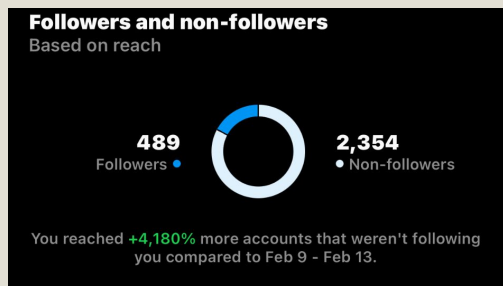 Followers and non-followers
Based on reach
489
Followers
2,354
Non-followers
You reached +4,180% more accounts that weren't following
you compared to Feb 9 - Feb 13.